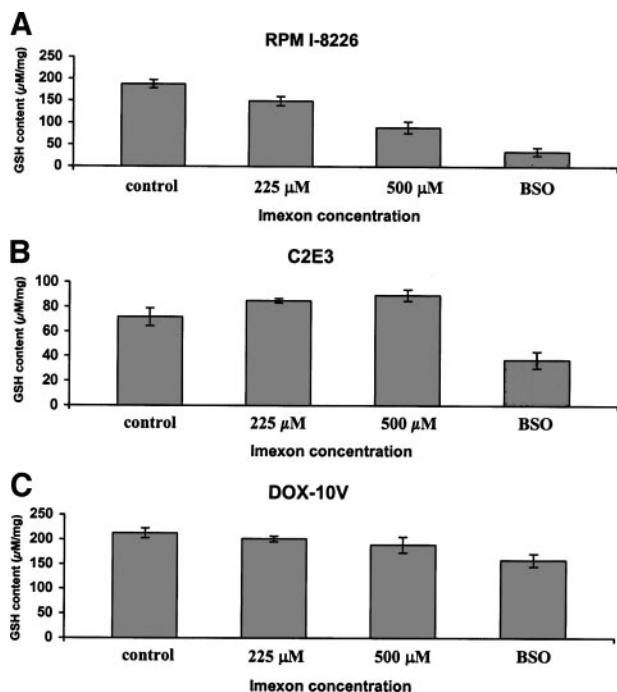 A
RPM I-8226
GSH content (µM/mg)
250
200
150
100
50
0
control 225 µM 500 µM BSO
Imexon concentration
B
C2E3
GSH content (µM/mg)
100
80
60
40
20
0
control 225 µM 500 µM BSO
Imexon concentration
C
DOX-10V
GSH content (µM/mg)
250
200
150
100
50
0
control 225 µM 500 µM BSO
Imexon concentration